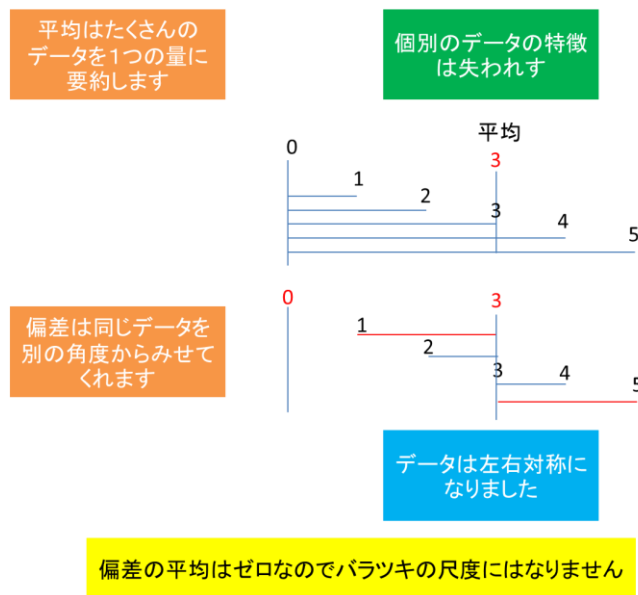 平均はたくさんの
データを１つの量に
要約します
個別のデータの特徴
は失われす
平均
0
3
1
2
3
4
5
偏差は同じデータを
別の角度からみせて
くれます
0
3
1
2
3
4
5
データは左右対称に
なりました
偏差の平均はゼロなのでバラツキの尺度にはなりません